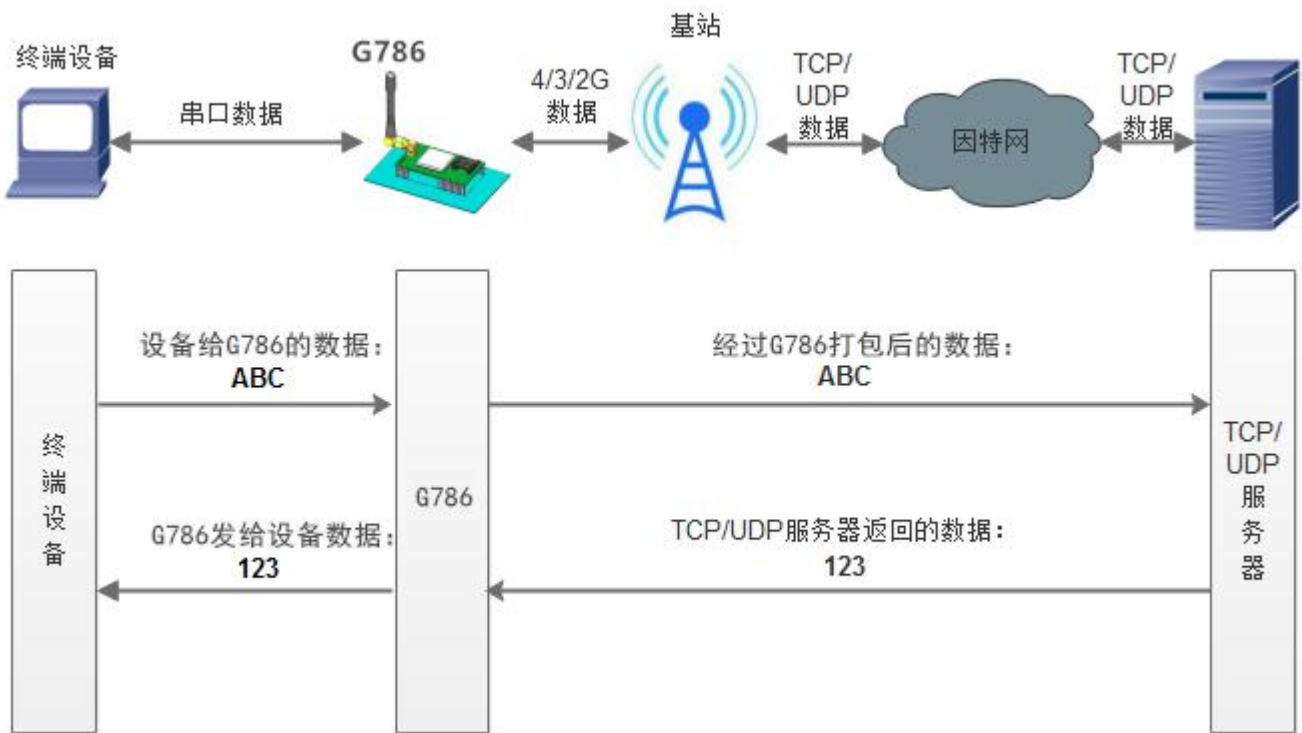 终端设备
G786
基站
串口数据
4/3/2G
数据
TCP/
UDP
数据
因特网
TCP/
UDP
数据
设备给G786的数据：
ABC
经过G786打包后的数据：
ABC
终
端
设
备
G786
TCP/
UDP
服
务
器
G786发给设备数据：
123
TCP/UDP服务器返回的数据：
123